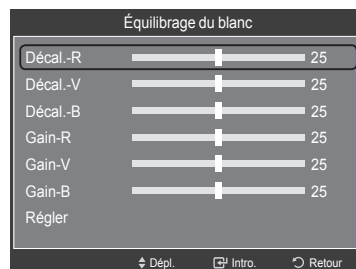 Équilibrage du blanc
Décal.-R 25
Décal.-V 25
Décal.-B 25
Gain-R 25
Gain-V 25
Gain-B 25
Régler
Dépl. Intro. Retour